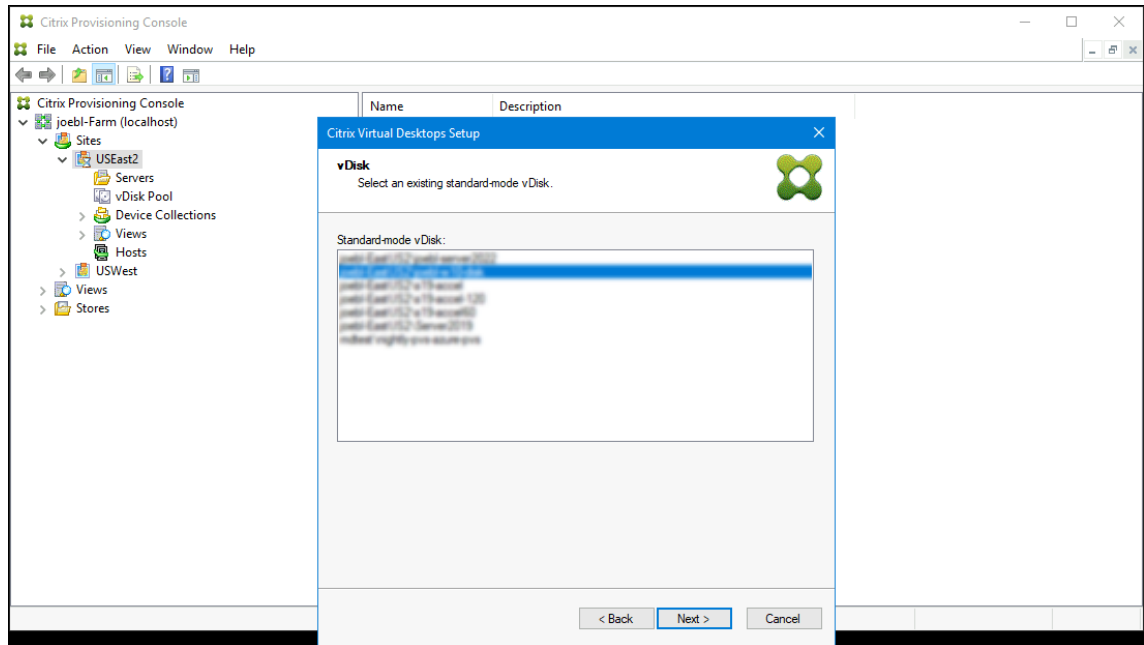 Citrix Provisioning Console
File Action View Window Help
Citrix Provisioning Console
joebl-Farm (localhost)
Sites
USEast2
Servers
vDisk Pool
Device Collections
Views
Hosts
USWest
Views
Stores
Name Description
Citrix Virtual Desktops Setup
vDisk
Select an existing standard-mode vDisk.
Standard-mode vDisk:
< Back Next > Cancel